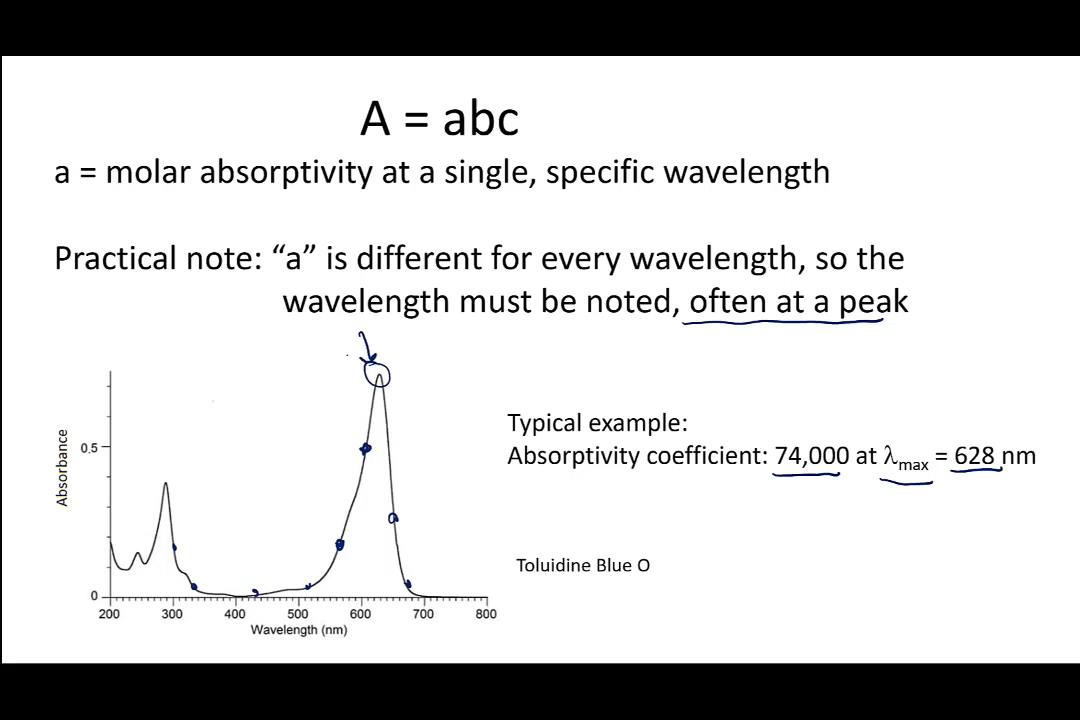 A = abc
a = molar absorptivity at a single, specific wavelength
Practical note: “a” is different for every wavelength, so the
wavelength must be noted, often at a peak
Typical example:
Absorptivity coefficient: 74,000 at λmax = 628 nm
Toluidine Blue O
Absorbance
0.5
0
200 300 400 500 600 700 800
Wavelength (nm)